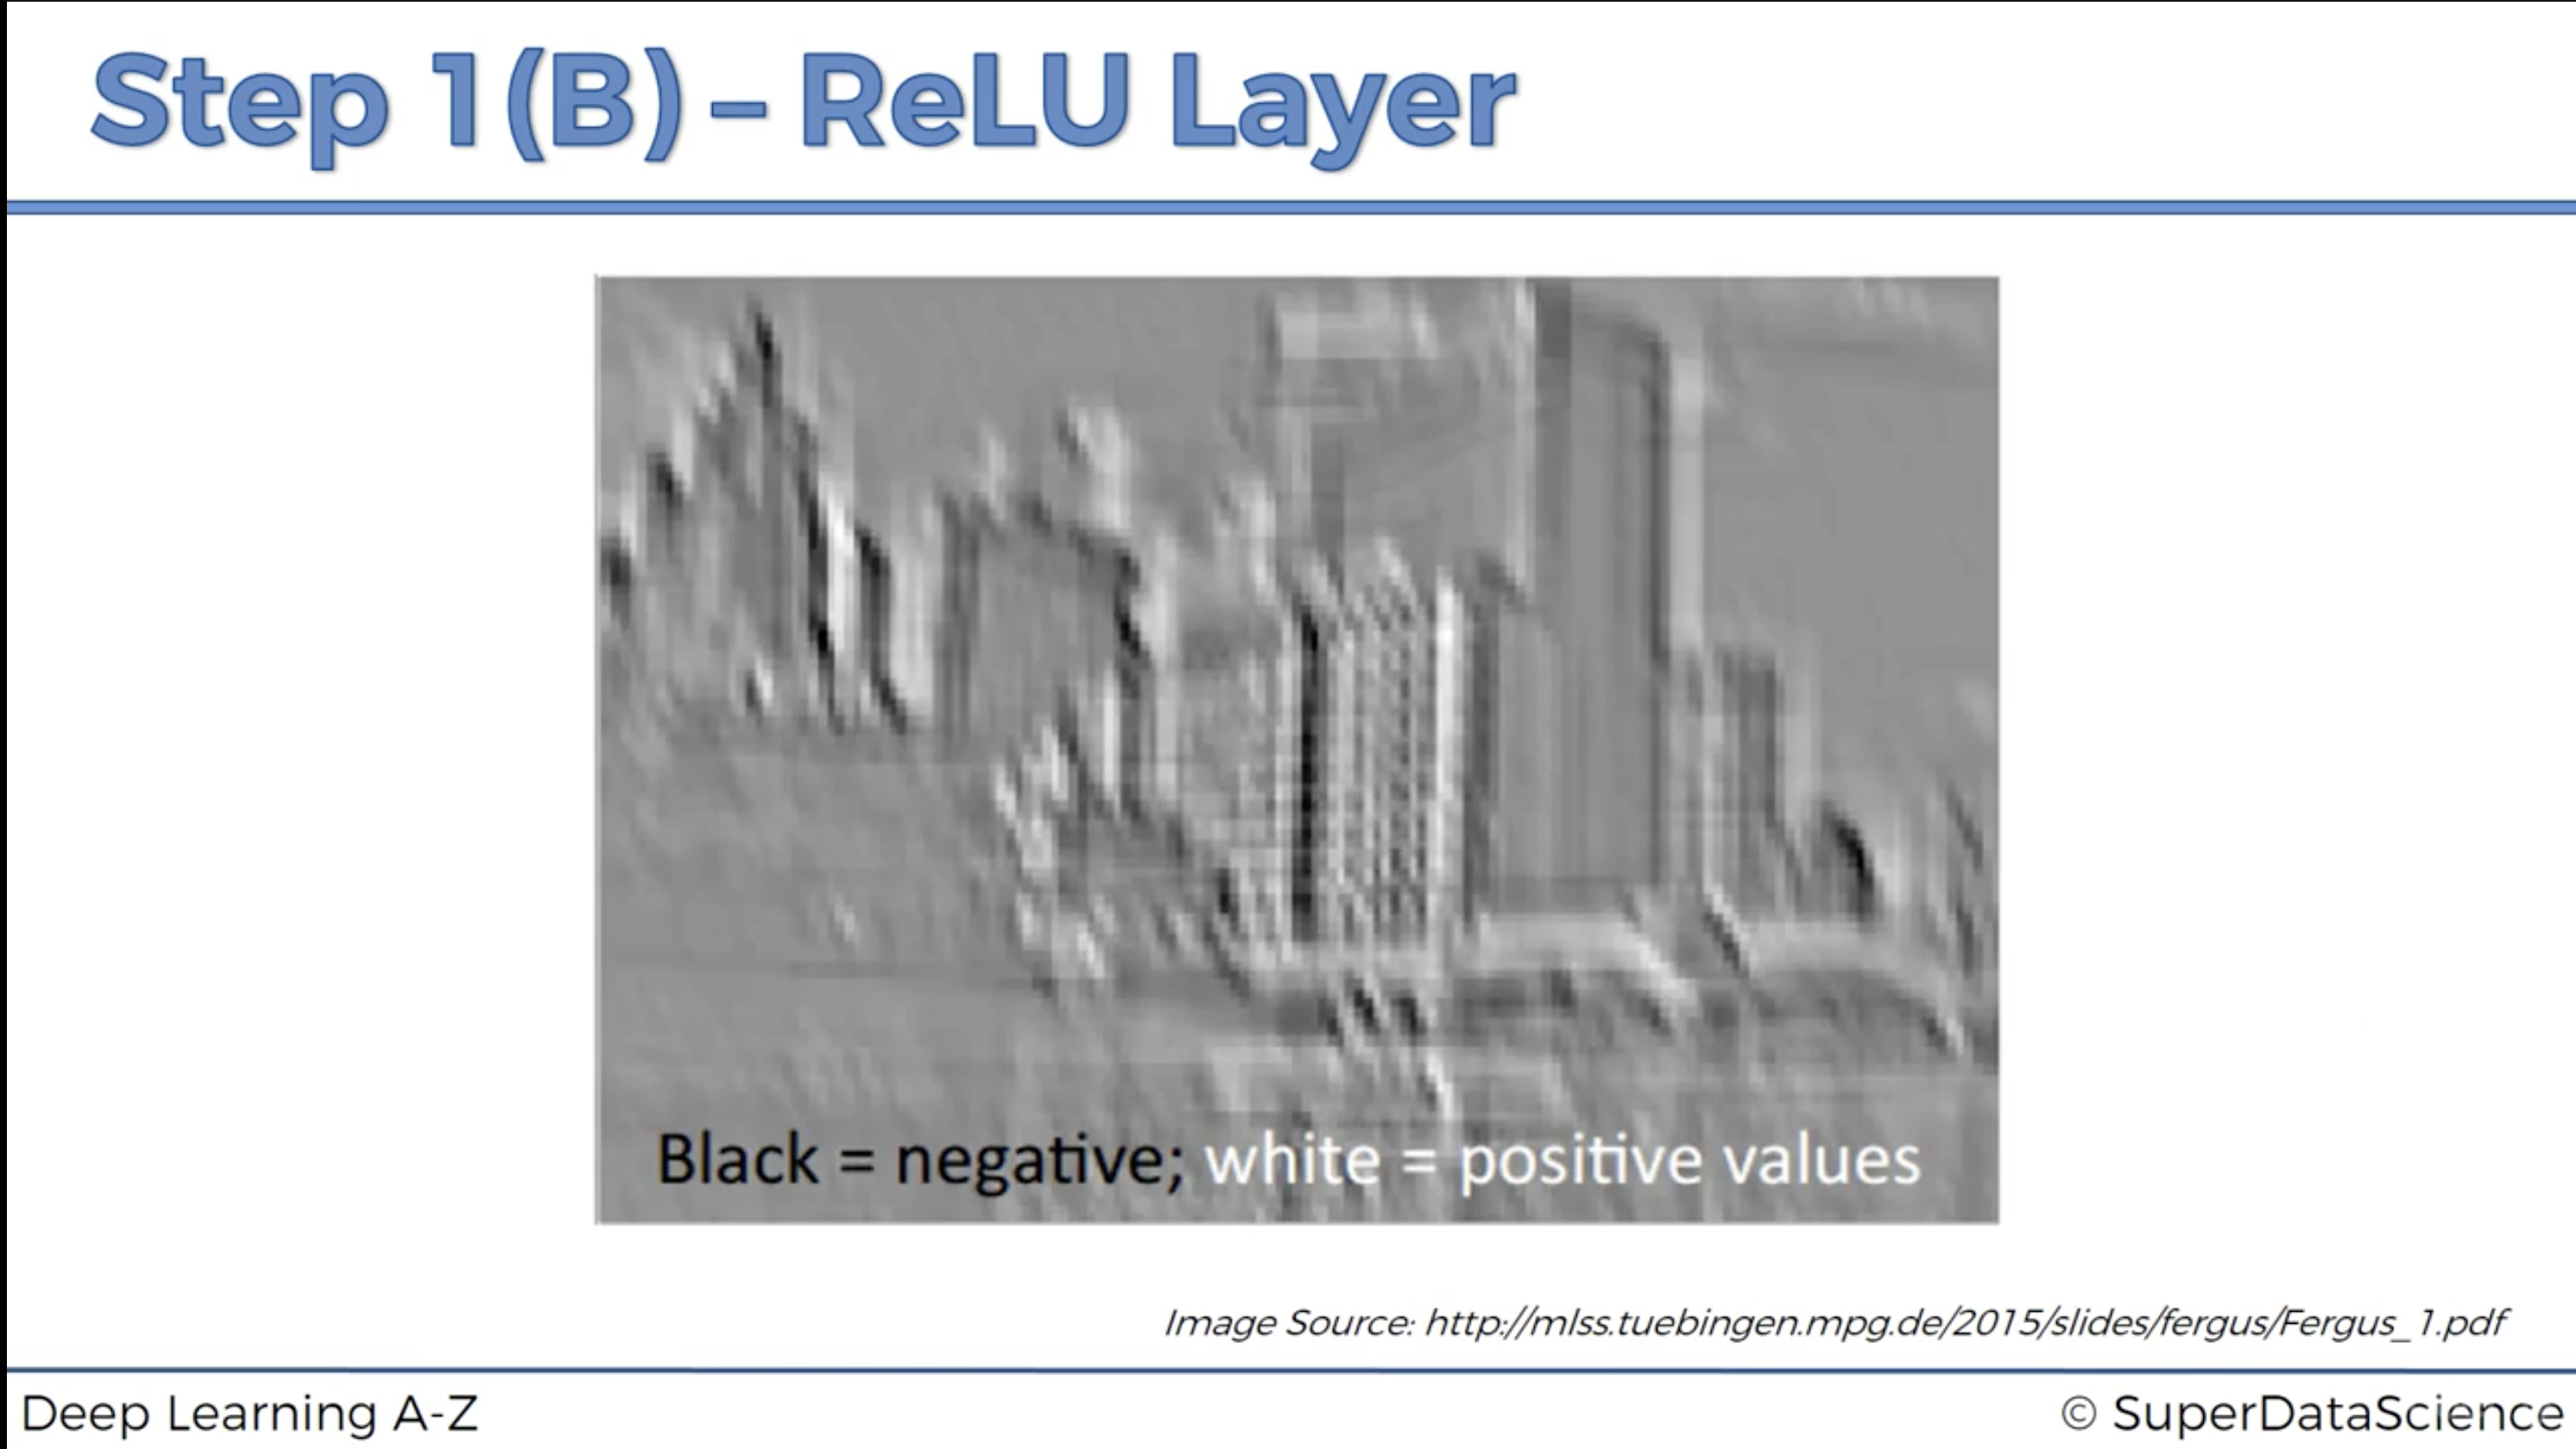 Step 1(B) – ReLU Layer
Black = negative; white = positive values
Image Source: http://mlss.tuebingen.mpg.de/2015/slides/fergus/Fergus_1.pdf
Deep Learning A-Z
© SuperDataScience